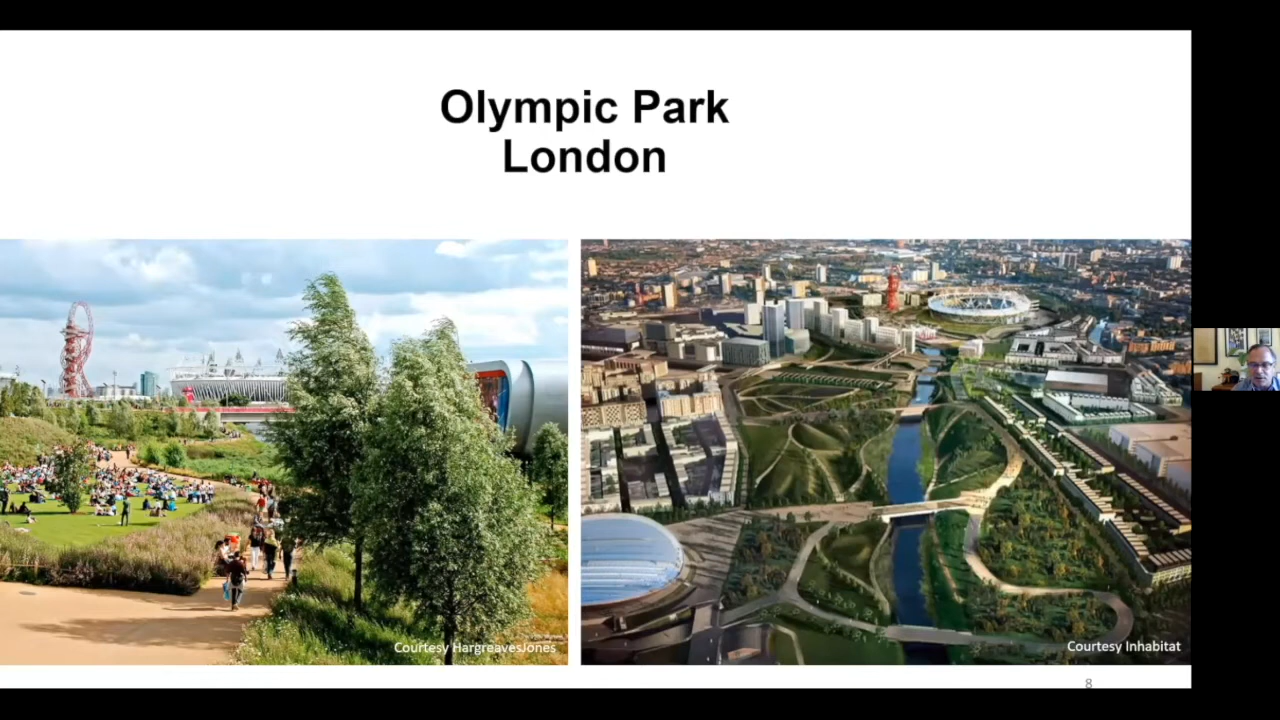 Olympic Park
London
Courtesy HargreavesJones
Courtesy Inhabitat
8